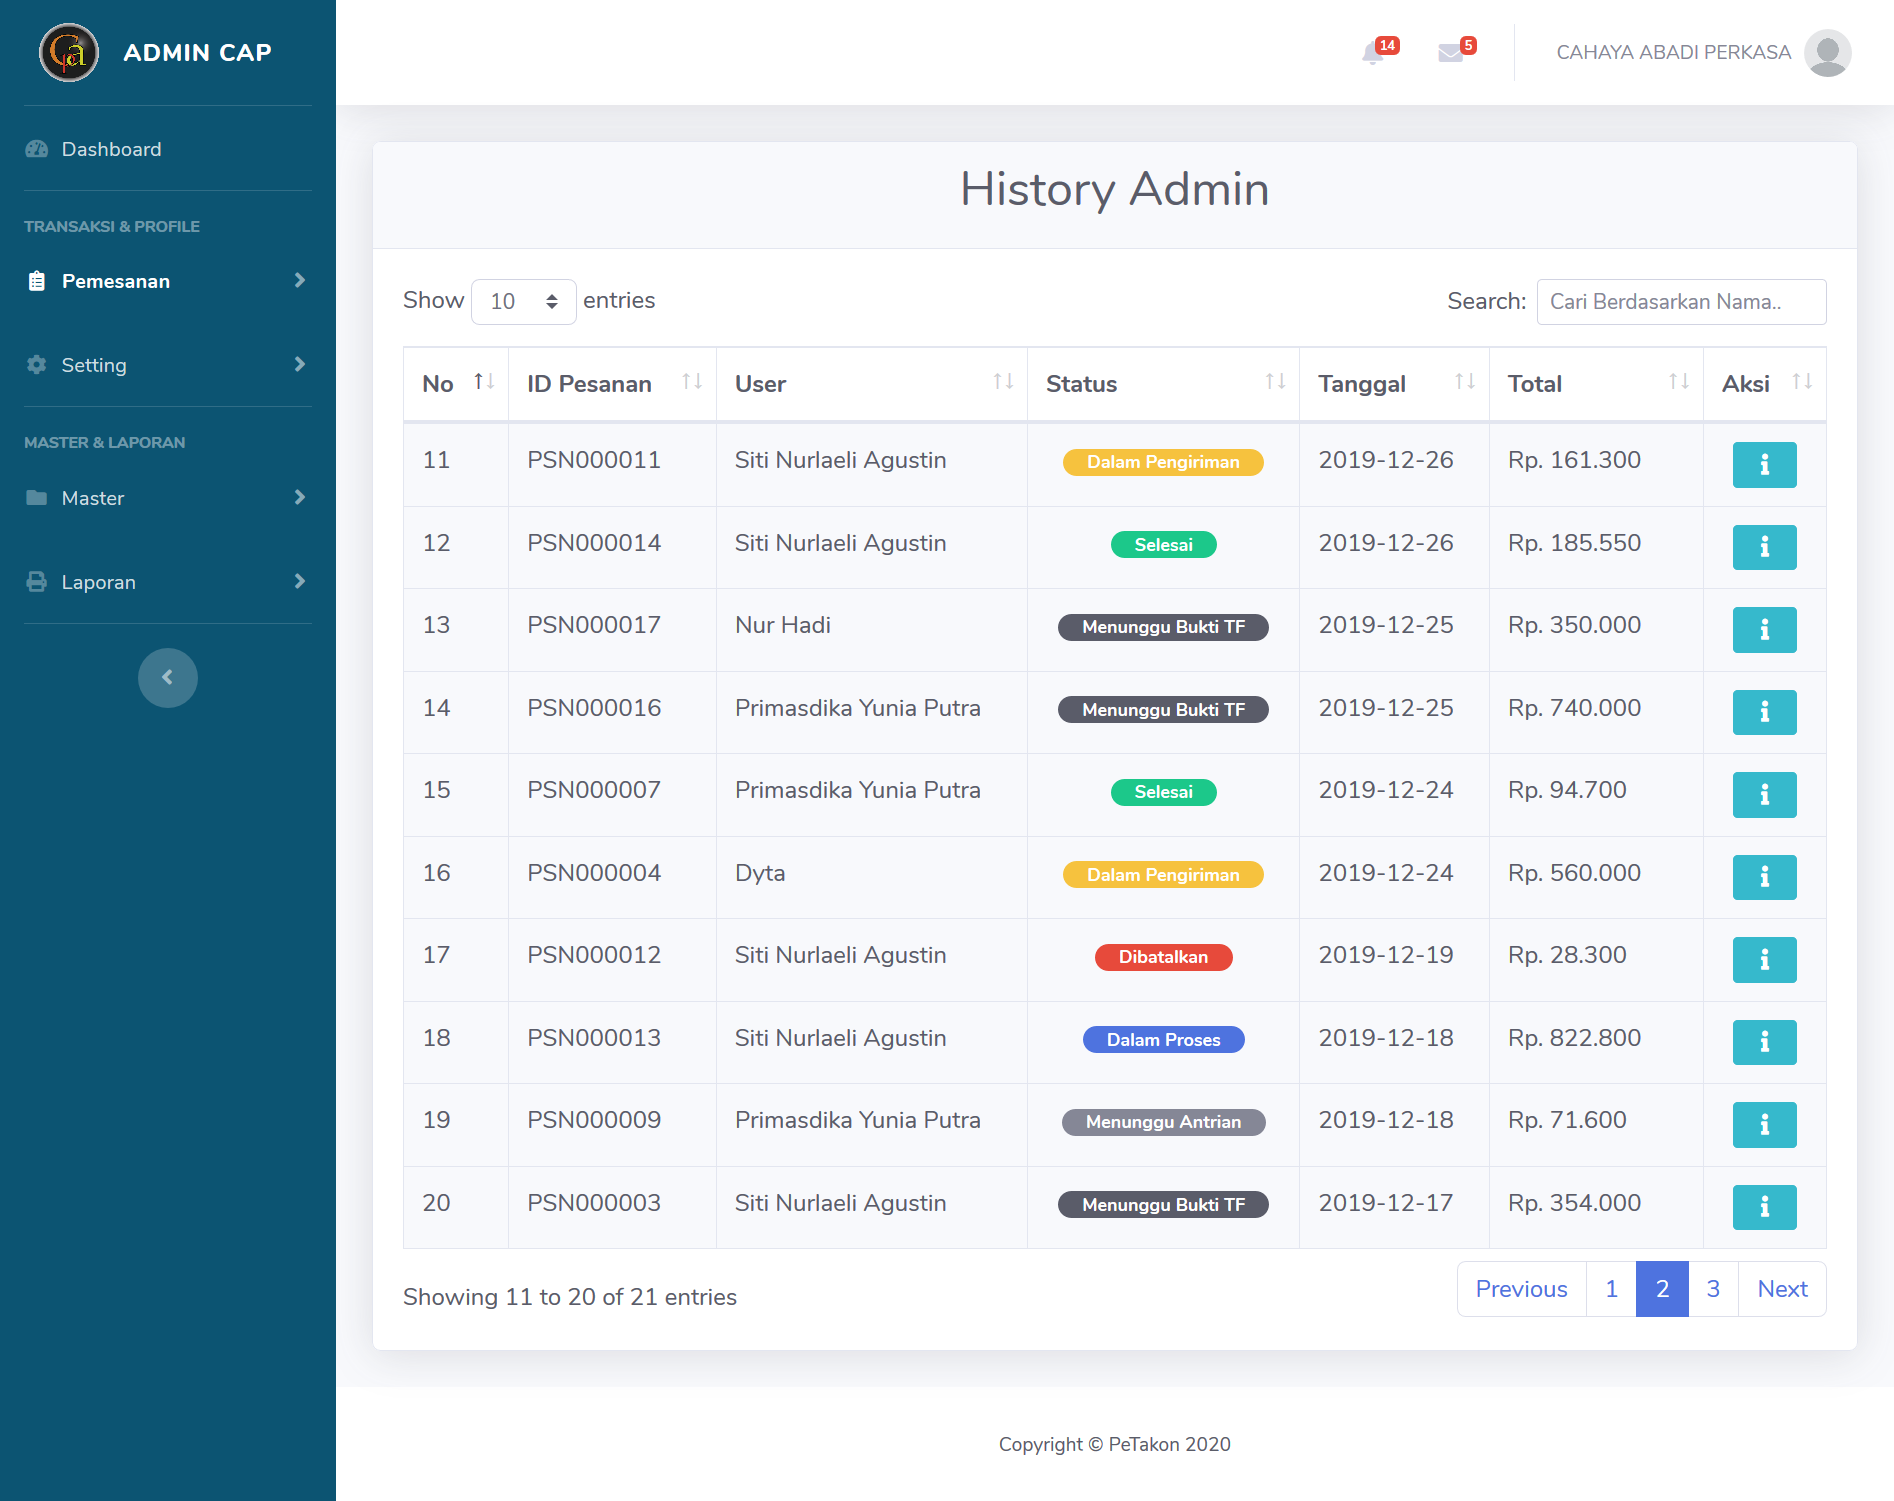 ADMIN CAP
Dashboard
TRANSAKSI & PROFILE
Pemesanan
Setting
MASTER & LAPORAN
Master
Laporan
14
5
CAHAYA ABADI PERKASA
History Admin
Show 10 entries
Search: Cari Berdasarkan Nama..
No ID Pesanan User Status Tanggal Total Aksi
11 PSN000011 Siti Nurlaeli Agustin Dalam Pengiriman 2019-12-26 Rp. 161.300
12 PSN000014 Siti Nurlaeli Agustin Selesai 2019-12-26 Rp. 185.550
13 PSN000017 Nur Hadi Menunggu Bukti TF 2019-12-25 Rp. 350.000
14 PSN000016 Primasdika Yunia Putra Menunggu Bukti TF 2019-12-25 Rp. 740.000
15 PSN000007 Primasdika Yunia Putra Selesai 2019-12-24 Rp. 94.700
16 PSN000004 Dyta Dalam Pengiriman 2019-12-24 Rp. 560.000
17 PSN000012 Siti Nurlaeli Agustin Dibatalkan 2019-12-19 Rp. 28.300
18 PSN000013 Siti Nurlaeli Agustin Dalam Proses 2019-12-18 Rp. 822.800
19 PSN000009 Primasdika Yunia Putra Menunggu Antrian 2019-12-18 Rp. 71.600
20 PSN000003 Siti Nurlaeli Agustin Menunggu Bukti TF 2019-12-17 Rp. 354.000
Showing 11 to 20 of 21 entries
Previous 1 2 3 Next
Copyright © PeTakon 2020